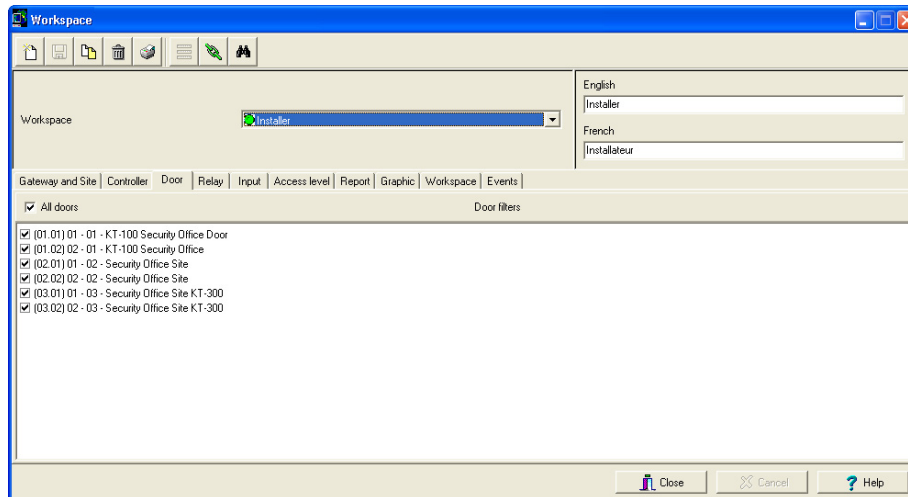 Workspace
English
Installer
Workspace
Installer
French
Installateur
Gateway and Site
Controller
Door
Relay
Input
Access level
Report
Graphic
Workspace
Events
All doors
Door filters
(01.01) 01 - 01 - KT-100 Security Office Door
(01.02) 02 - 01 - KT-100 Security Office
(02.01) 01 - 02 - Security Office Site
(02.02) 02 - 02 - Security Office Site
(03.01) 01 - 03 - Security Office Site KT-300
(03.02) 02 - 03 - Security Office Site KT-300
Close
Cancel
Help